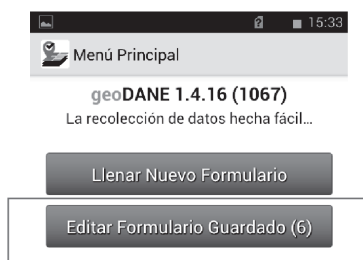 15:33
Menú Principal
geoDANE 1.4.16 (1067)
La recolección de datos hecha fácil...
Llenar Nuevo Formulario
Editar Formulario Guardado (6)